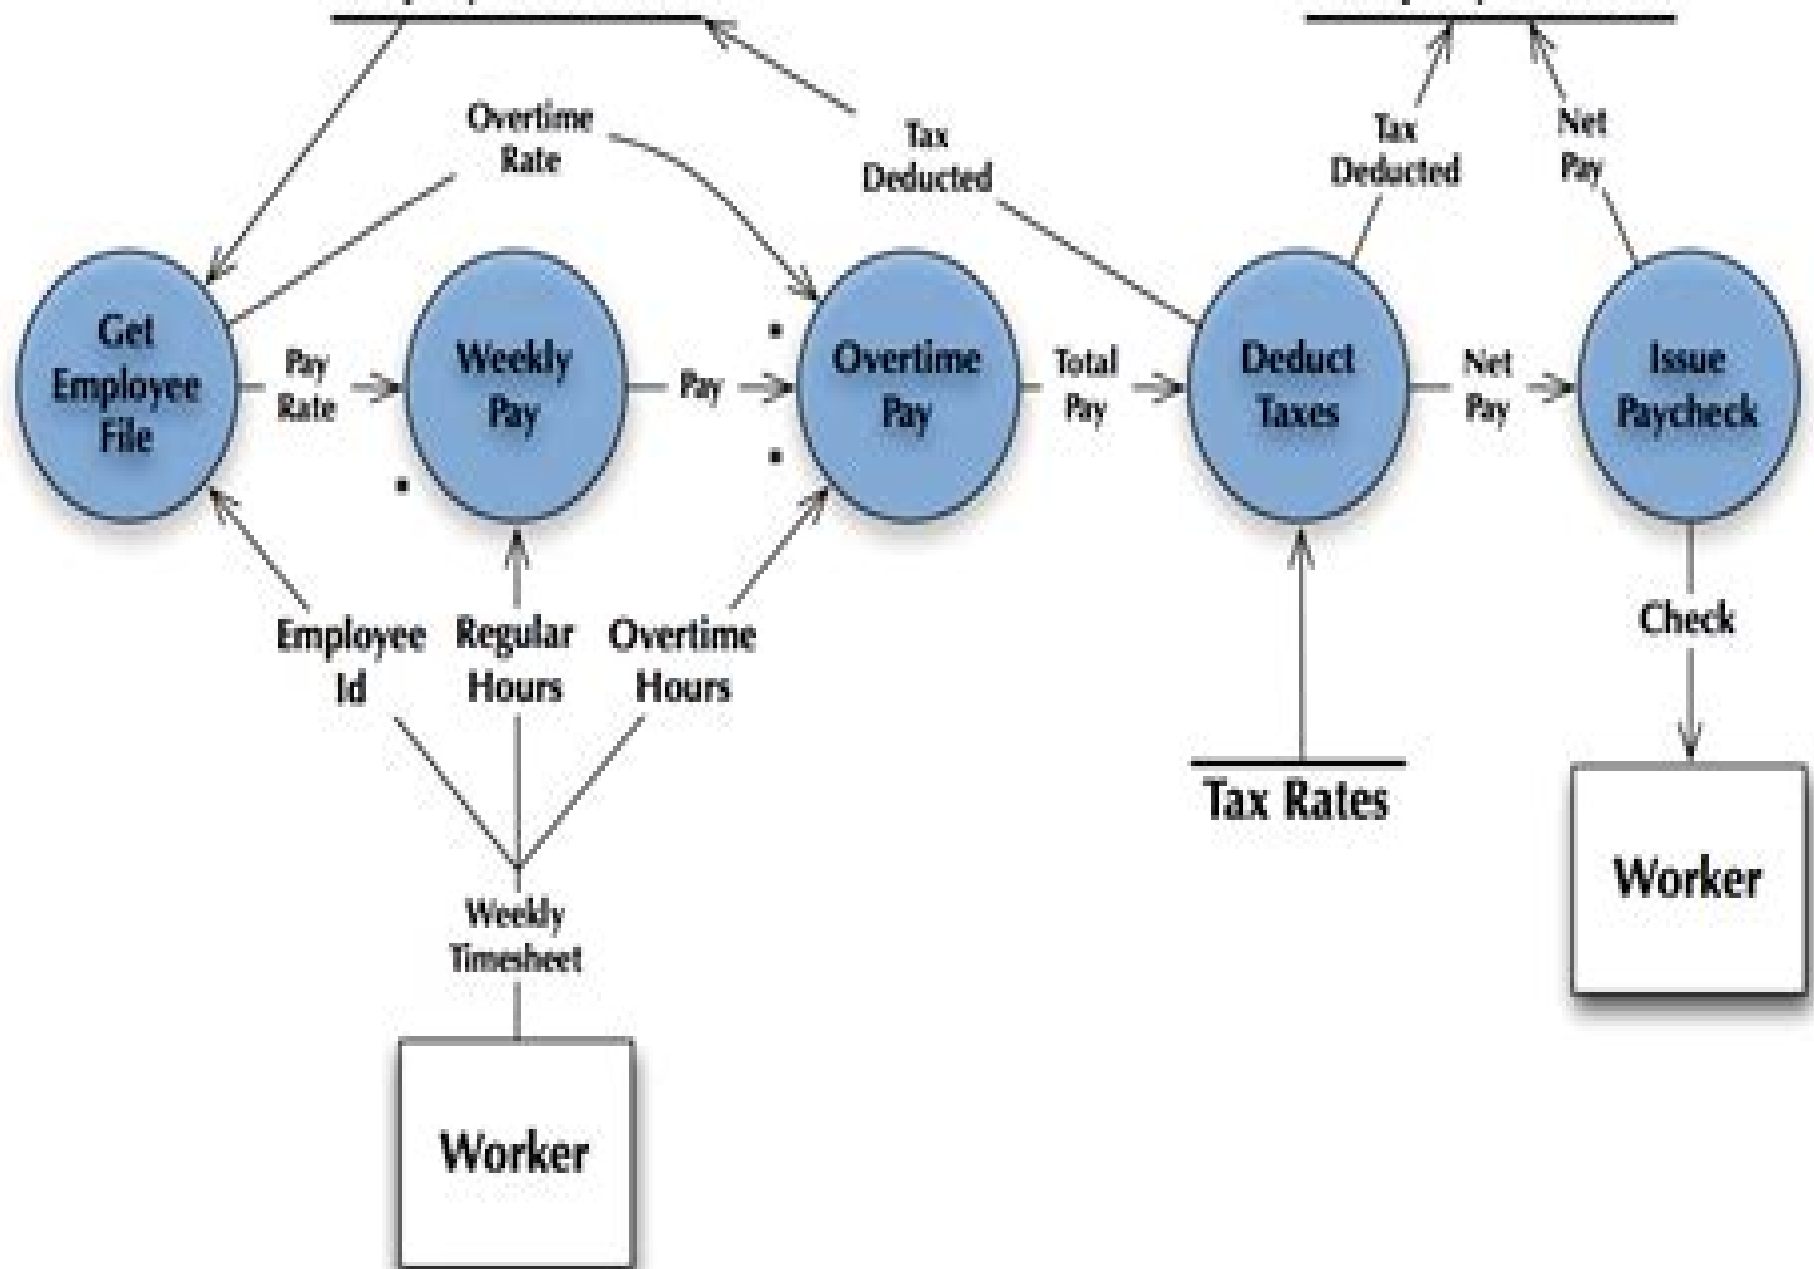 Overtime
Rate
Tax
Deducted
Tax
Deducted
Net
Pay
Get
Employee
File
Pay
Rate
Weekly
Pay
Pay
Overtime
Pay
Total
Pay
Deduct
Taxes
Net
Pay
Issue
Paycheck
Employee
Id
Regular
Hours
Overtime
Hours
Check
Tax Rates
Worker
Weekly
Timesheet
Worker